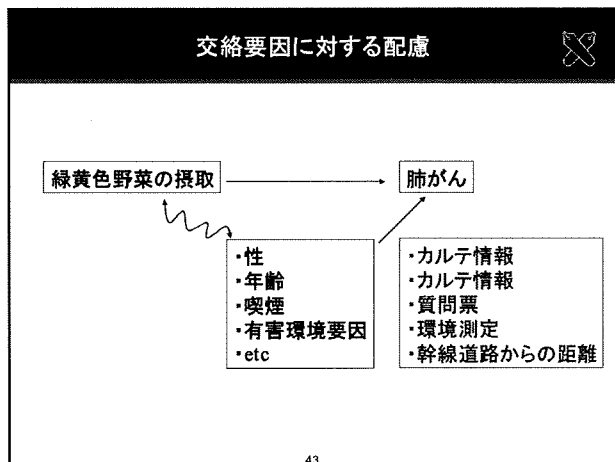 交絡要因に対する配慮
緑黄色野菜の摂取
肺がん
・性
・年齢
・喫煙
・有害環境要因
・etc
・カルテ情報
・カルテ情報
・質問票
・環境測定
・幹線道路からの距離
43